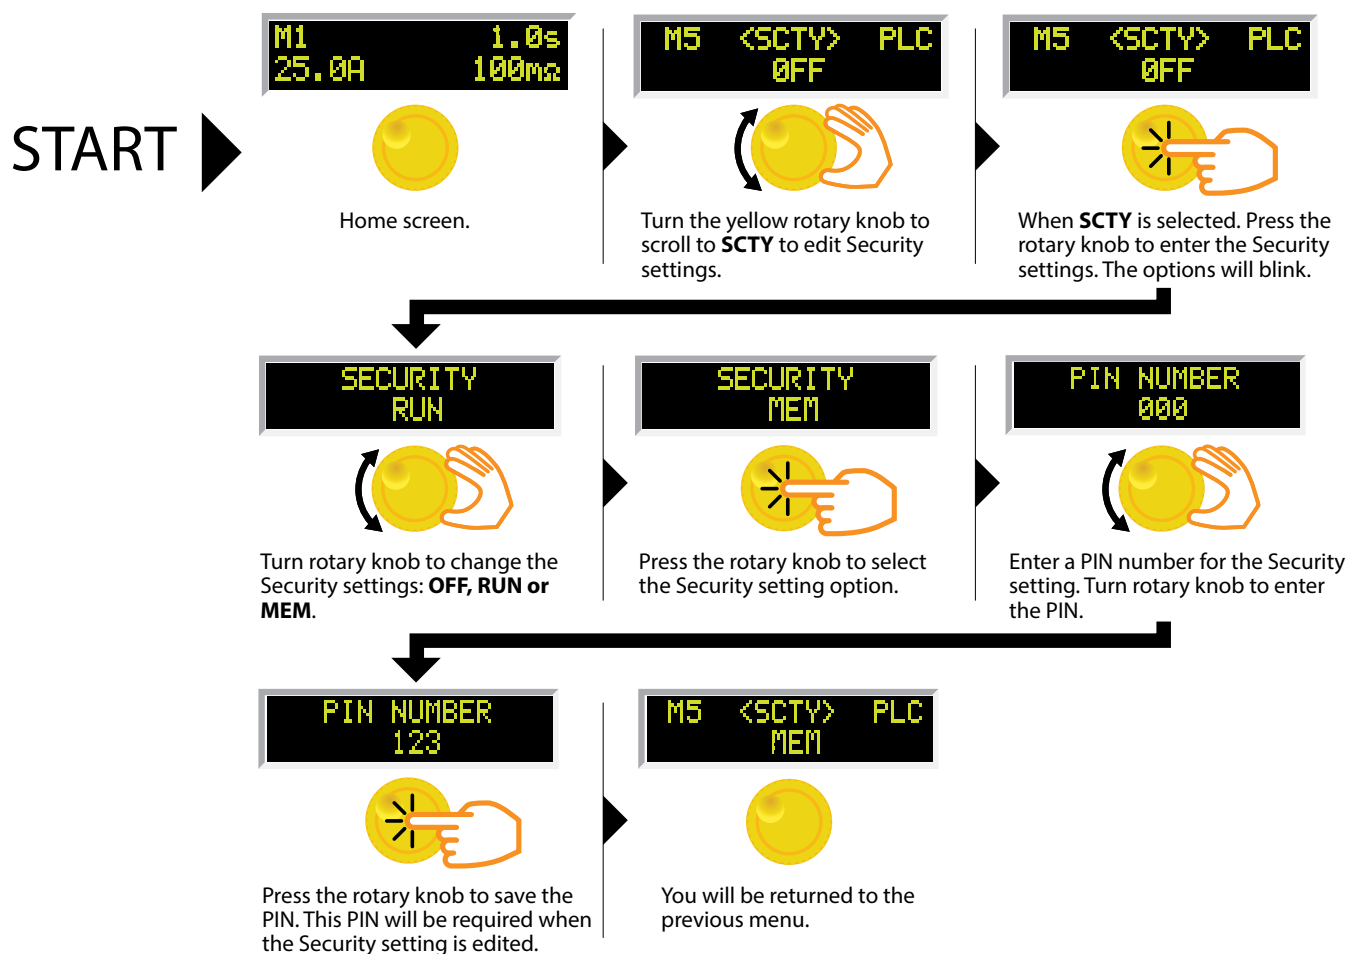 START
M1 1.0s
25.0A 100mΩ
Home screen.
M5 <SCTY> PLC
OFF
Turn the yellow rotary knob to
scroll to SCTY to edit Security
settings.
M5 <SCTY> PLC
OFF
When SCTY is selected. Press the
rotary knob to enter the Security
settings. The options will blink.
SECURITY
RUN
Turn rotary knob to change the
Security settings: OFF, RUN or
MEM.
SECURITY
MEM
Press the rotary knob to select
the Security setting option.
PIN NUMBER
000
Enter a PIN number for the Security
setting. Turn rotary knob to enter
the PIN.
PIN NUMBER
123
Press the rotary knob to save the
PIN. This PIN will be required when
the Security setting is edited.
M5 <SCTY> PLC
MEM
You will be returned to the
previous menu.